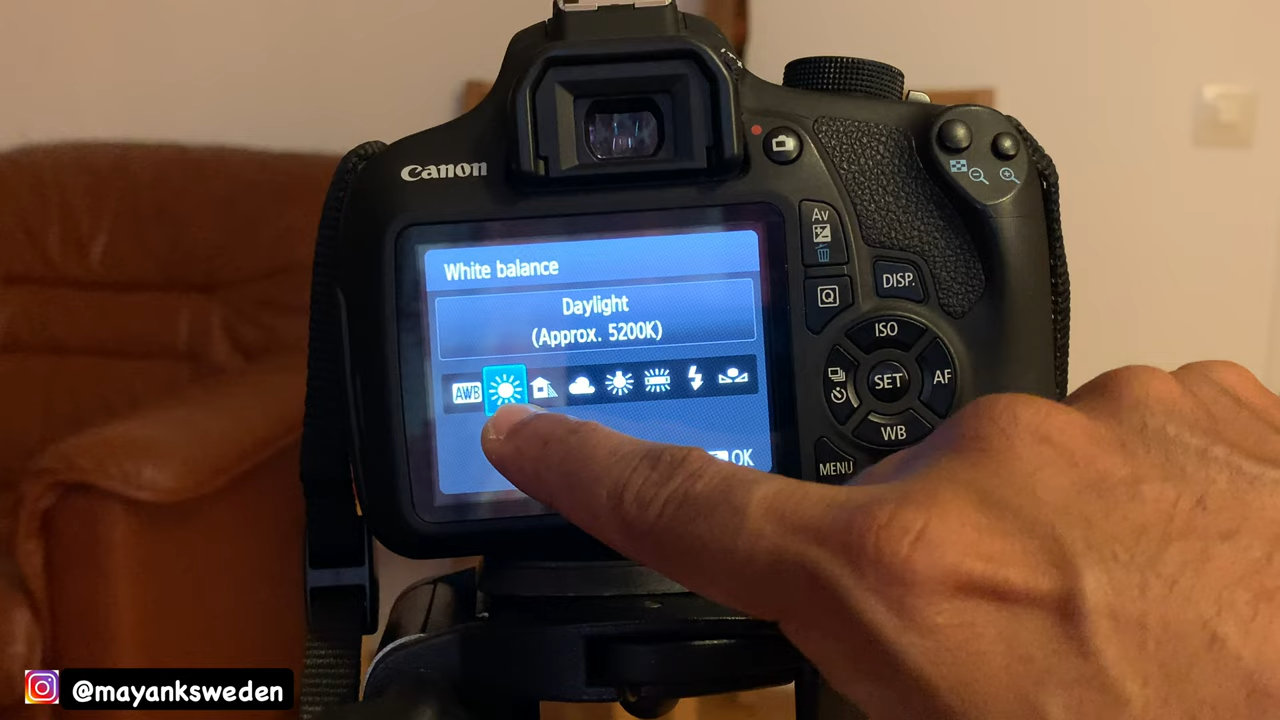 Canon
White balance
Daylight
(Approx. 5200K)
AWB
OK
Av
Q
DISP.
ISO
SET
AF
WB
MENU
@mayanksweden